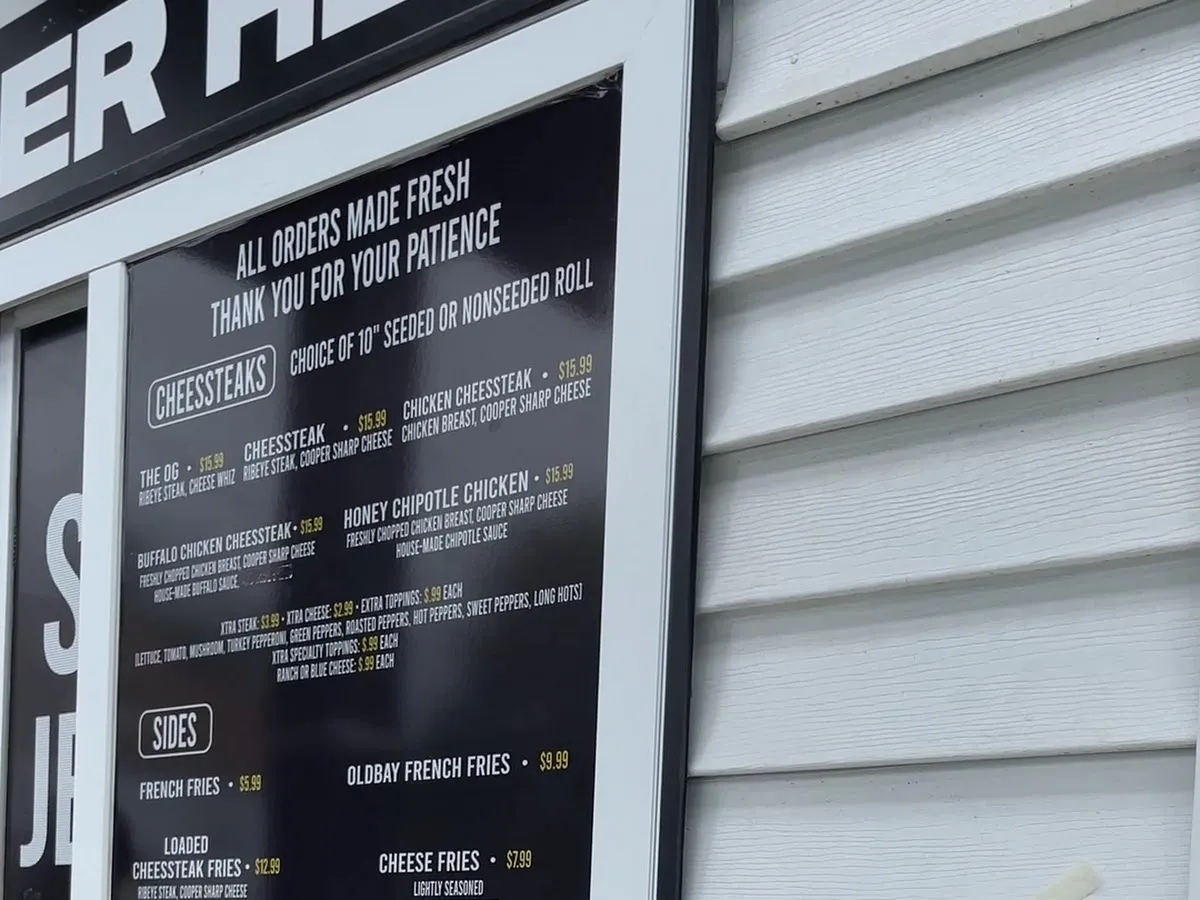 ER
ALL ORDERS MADE FRESH
THANK YOU FOR YOUR PATIENCE
CHEESSTEAKS
CHOICE OF 10" SEEDED OR NONSEEDED ROLL
THE OG • $15.99
RIBEYE STEAK, CHEESE WHIZ
CHEESSTEAK • $15.99
RIBEYE STEAK, COOPER SHARP CHEESE
CHICKEN CHEESSTEAK • $15.99
CHICKEN BREAST, COOPER SHARP CHEESE
BUFFALO CHICKEN CHEESSTEAK • $15.99
FRESHLY CHOPPED CHICKEN BREAST, COOPER SHARP CHEESE
HOUSE-MADE BUFFALO SAUCE,
HONEY CHIPOTLE CHICKEN • $15.99
FRESHLY CHOPPED CHICKEN BREAST, COOPER SHARP CHEESE
HOUSE-MADE CHIPOTLE SAUCE
XTRA STEAK: $3.99 • XTRA CHEESE: $2.99 • EXTRA TOPPINGS: $.99 EACH
[LETTUCE, TOMATO, MUSHROOM, TURKEY PEPPERONI, GREEN PEPPERS, ROASTED PEPPERS, HOT PEPPERS, SWEET PEPPERS, LONG HOTS]
XTRA SPECIALTY TOPPINGS: $.99 EACH
RANCH OR BLUE CHEESE: $.99 EACH
SIDES
FRENCH FRIES • $5.99
OLDBAY FRENCH FRIES • $9.99
LOADED
CHEESSTEAK FRIES • $12.99
RIBEYE STEAK, COOPER SHARP CHEESE
CHEESE FRIES • $7.99
LIGHTLY SEASONED
S
JE